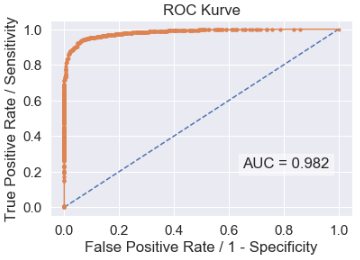 ROC Kurve
True Positive Rate / Sensitivity
1.0
0.8
0.6
0.4
0.2
0.0
AUC = 0.982
0.0 0.2 0.4 0.6 0.8 1.0
False Positive Rate / 1 - Specificity